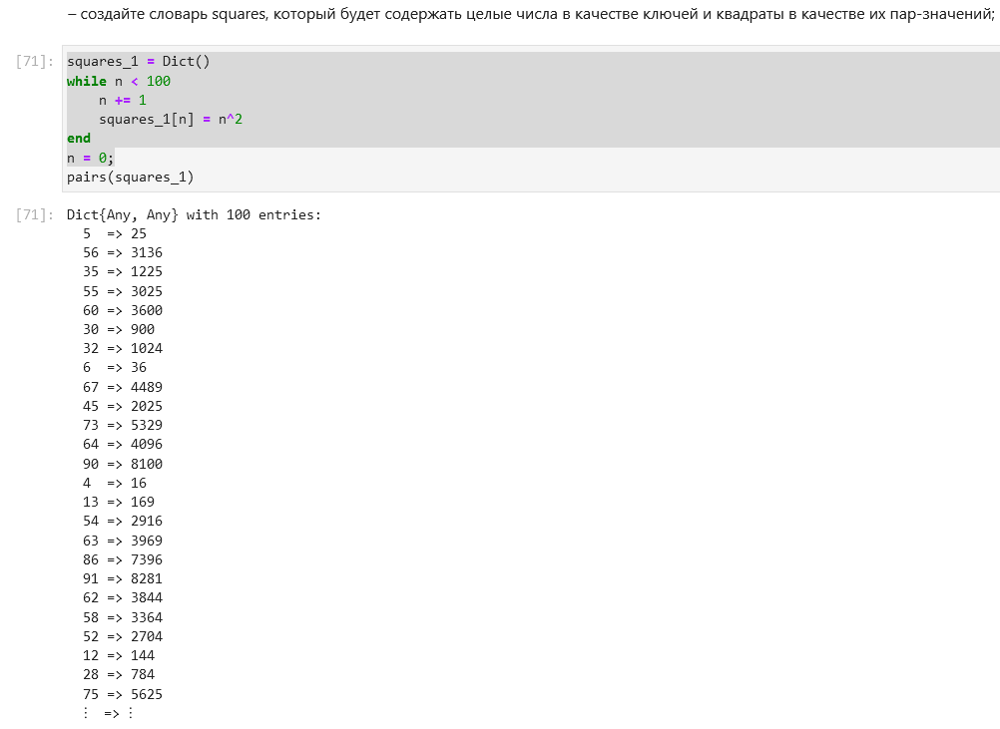 – создайте словарь squares, который будет содержать целые числа в качестве ключей и квадраты в качестве их пар-значений;
[71]: squares_1 = Dict()
while n < 100
    n += 1
    squares_1[n] = n^2
end
n = 0;
pairs(squares_1)
[71]: Dict{Any, Any} with 100 entries:
  5  => 25
  56 => 3136
  35 => 1225
  55 => 3025
  60 => 3600
  30 => 900
  32 => 1024
  6  => 36
  67 => 4489
  45 => 2025
  73 => 5329
  64 => 4096
  90 => 8100
  4  => 16
  13 => 169
  54 => 2916
  63 => 3969
  86 => 7396
  91 => 8281
  62 => 3844
  58 => 3364
  52 => 2704
  12 => 144
  28 => 784
  75 => 5625
  ⋮  => ⋮